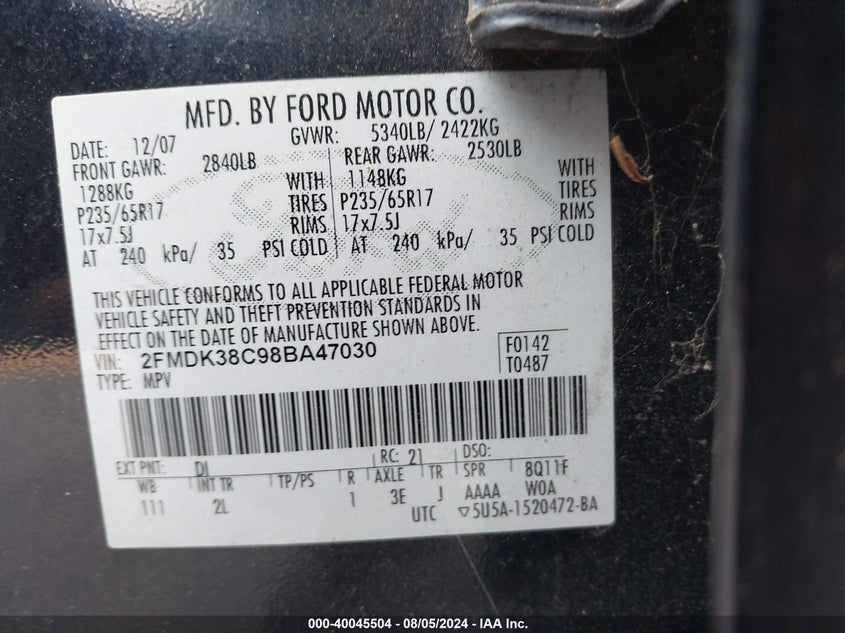 MFD. BY FORD MOTOR CO.
DATE: 12/07 GVWR: 5340LB/ 2422KG
FRONT GAWR: 2840LB REAR GAWR: 2530LB
1288KG WITH 1148KG WITH
P235/65R17 TIRES P235/65R17 TIRES
17x7.5J RIMS 17x7.5J RIMS
AT 240 kPa/ 35 PSI COLD AT 240 kPa/ 35 PSI COLD
THIS VEHICLE CONFORMS TO ALL APPLICABLE FEDERAL MOTOR
VEHICLE SAFETY AND THEFT PREVENTION STANDARDS IN
EFFECT ON THE DATE OF MANUFACTURE SHOWN ABOVE.
VIN: 2FMDK38C98BA47030 F0142
TYPE: MPV T0487
EXT PNT: DI RC: 21 DSO:
WB INT TR TP/PS R AXLE TR SPR 8Q11F
111 2L 1 3E J AAAA WOA
UTC ▽5U5A-1520472-BA
000-40045504 - 08/05/2024 - IAA Inc.